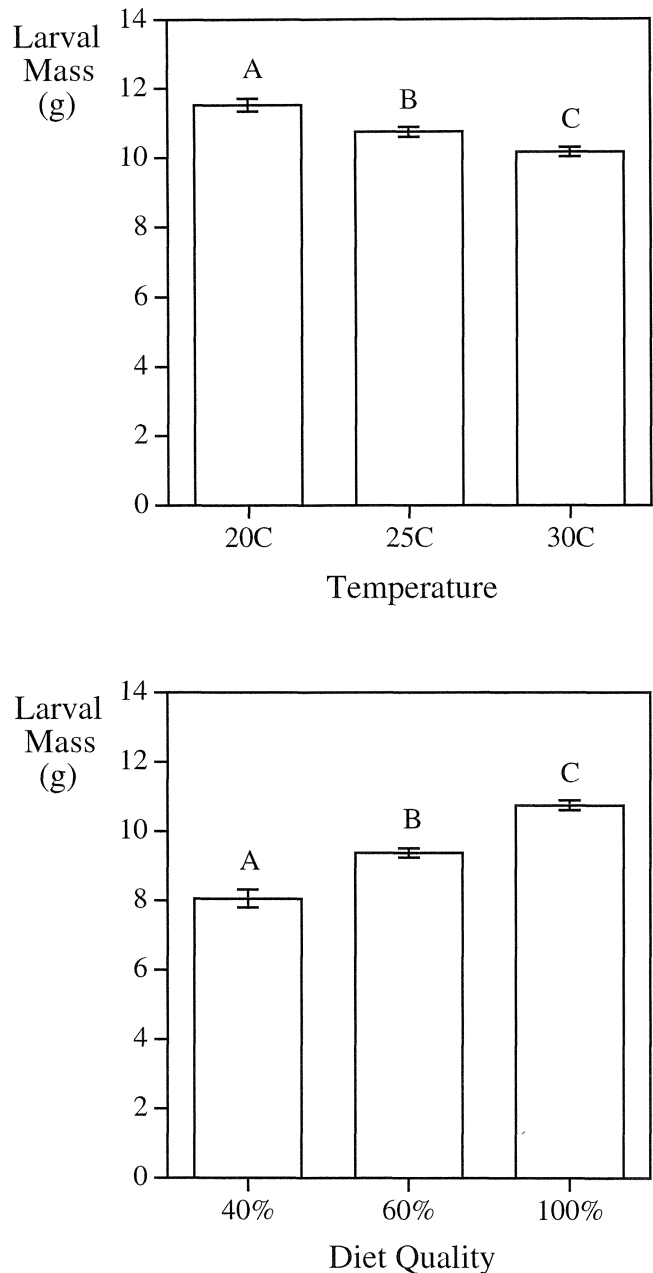 Larval
Mass
(g)
14
12
10
8
6
4
2
0
A
B
C
20C
25C
30C
Temperature
Larval
Mass
(g)
14
12
10
8
6
4
2
0
A
B
C
40%
60%
100%
Diet Quality